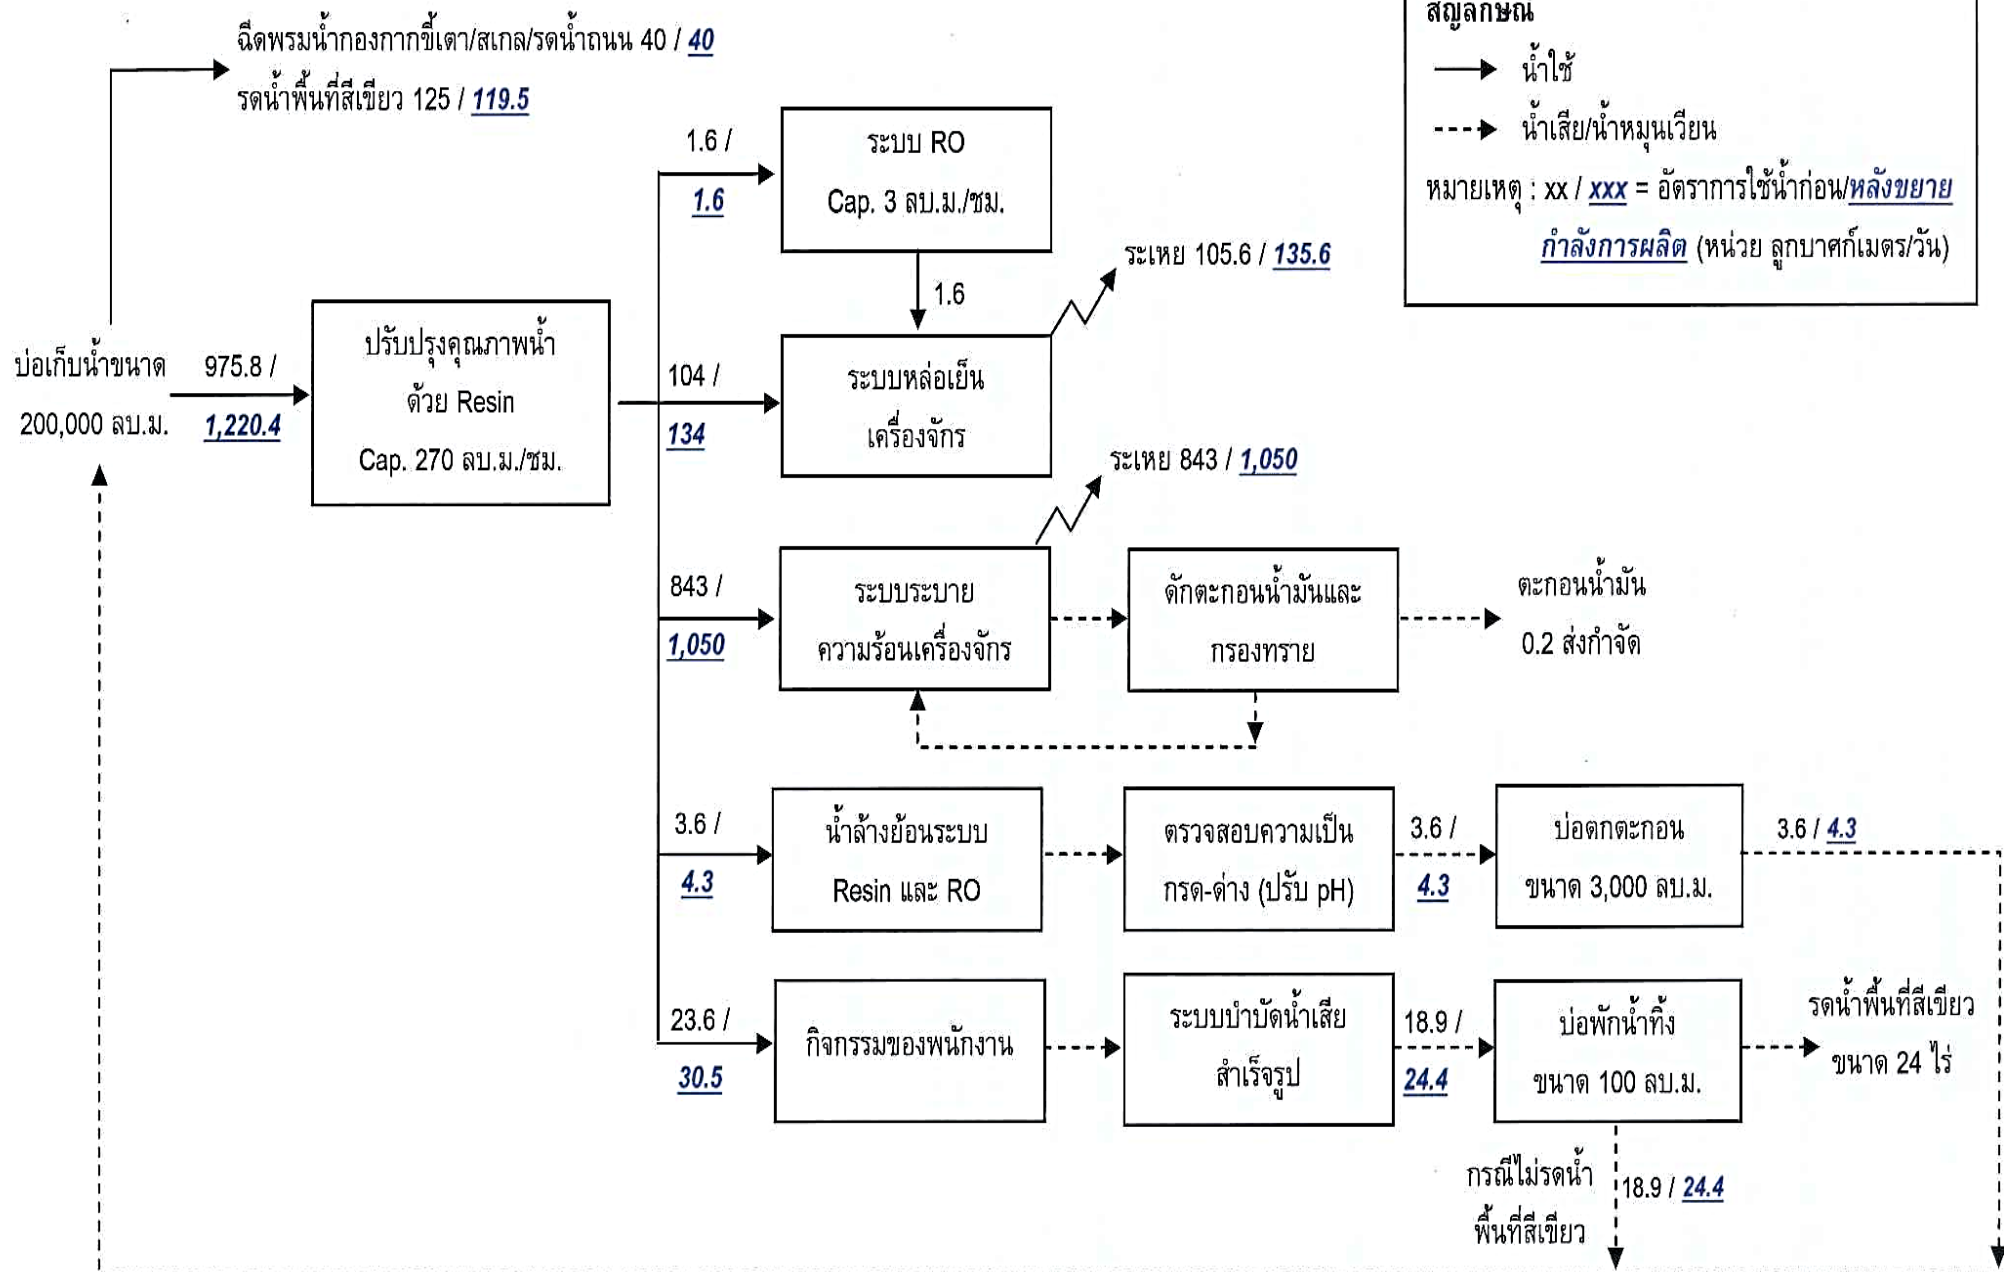 สัญลักษณ์
น้ำใช้
น้ำเสีย/น้ำหมุนเวียน
หมายเหตุ : xx / xxx = อัตราการใช้น้ำก่อน/หลังขยาย
กำลังการผลิต (หน่วย ลูกบาศก์เมตร/วัน)
ฉีดพรมน้ำกองกากขี้เตา/สเกล/รดน้ำถนน 40 / 40
รดน้ำพื้นที่สีเขียว 125 / 119.5
บ่อเก็บน้ำขนาด
200,000 ลบ.ม.
975.8 /
1,220.4
ปรับปรุงคุณภาพน้ำ
ด้วย Resin
Cap. 270 ลบ.ม./ชม.
1.6 /
1.6
ระบบ RO
Cap. 3 ลบ.ม./ชม.
1.6
104 /
134
ระบบหล่อเย็น
เครื่องจักร
ระเหย 105.6 / 135.6
843 /
1,050
ระบบระบาย
ความร้อนเครื่องจักร
ระเหย 843 / 1,050
ดักตะกอนน้ำมันและ
กรองทราย
ตะกอนน้ำมัน
0.2 ส่งกำจัด
3.6 /
4.3
น้ำล้างย้อนระบบ
Resin และ RO
ตรวจสอบความเป็น
กรด-ด่าง (ปรับ pH)
3.6 /
4.3
บ่อตกตะกอน
ขนาด 3,000 ลบ.ม.
3.6 / 4.3
23.6 /
30.5
กิจกรรมของพนักงาน
ระบบบำบัดน้ำเสีย
สำเร็จรูป
18.9 /
24.4
บ่อพักน้ำทิ้ง
ขนาด 100 ลบ.ม.
รดน้ำพื้นที่สีเขียว
ขนาด 24 ไร่
กรณีไม่รดน้ำ
พื้นที่สีเขียว
18.9 / 24.4